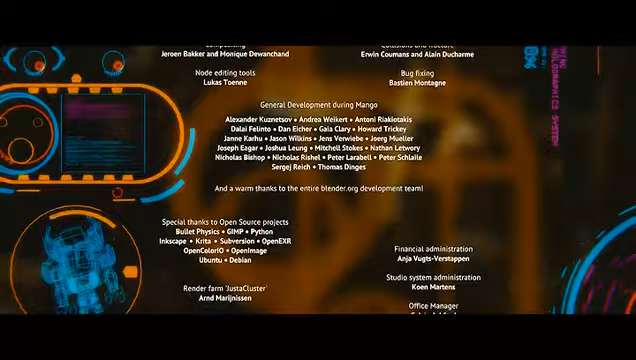 Jeroen Bakker and Monique Dewanchand
Erwin Coumans and Alain Ducharme
Node editing tools
Lukas Toenne
Bug fixing
Bastien Montagne
General Development during Mango
Alexander Kuznetsov • Andrea Weikert • Antoni Riakiotakis
Dalai Felinto • Dan Eicher • Gaia Clary • Howard Trickey
Janne Karhu • Jason Wilkins • Jens Verwiebe • Joerg Mueller
Joseph Eagar • Joshua Leung • Mitchell Stokes • Nathan Letwory
Nicholas Bishop • Nicholas Rishel • Peter Larabell • Peter Schlaile
Sergej Reich • Thomas Dinges
And a warm thanks to the entire blender.org development team!
Special thanks to Open Source projects
Bullet Physics • GIMP • Python
Inkscape • Krita • Subversion • OpenEXR
OpenColorIO • OpenImage
Ubuntu • Debian
Financial administration
Anja Vugts-Verstappen
Studio system administration
Koen Martens
Render farm 'JustaCluster'
Arnd Marijnissen
Office Manager
HOLOGRAPHICS SYSTEM